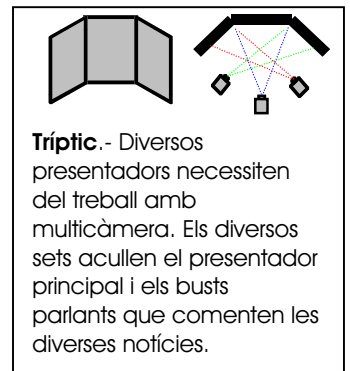 Tríptic.- Diversos
presentadors necessiten
del treball amb
multicàmera. Els diversos
sets acullen el presentador
principal i els busts
parlants que comenten les
diverses notícies.